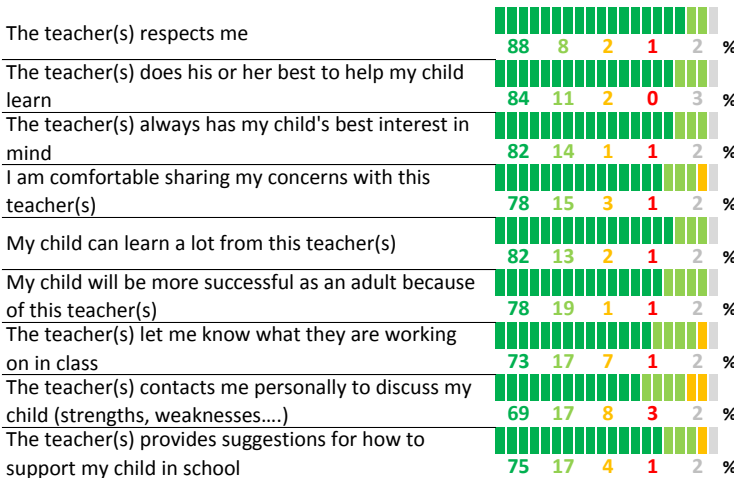 The teacher(s) respects me
88 8 2 1 2 %
The teacher(s) does his or her best to help my child
learn
84 11 2 0 3 %
The teacher(s) always has my child's best interest in
mind
82 14 1 1 2 %
I am comfortable sharing my concerns with this
teacher(s)
78 15 3 1 2 %
My child can learn a lot from this teacher(s)
82 13 2 1 2 %
My child will be more successful as an adult because
of this teacher(s)
78 19 1 1 2 %
The teacher(s) let me know what they are working
on in class
73 17 7 1 2 %
The teacher(s) contacts me personally to discuss my
child (strengths, weaknesses....)
69 17 8 3 2 %
The teacher(s) provides suggestions for how to
support my child in school
75 17 4 1 2 %